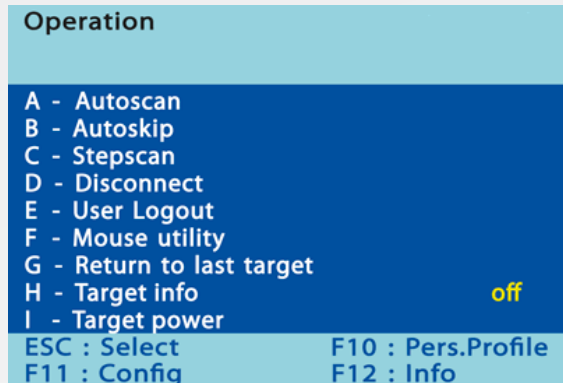 Operation
A - Autoscan
B - Autoskip
C - Stepscan
D - Disconnect
E - User Logout
F - Mouse utility
G - Return to last target
H - Target info off
I - Target power
ESC : Select F10 : Pers.Profile
F11 : Config F12 : Info